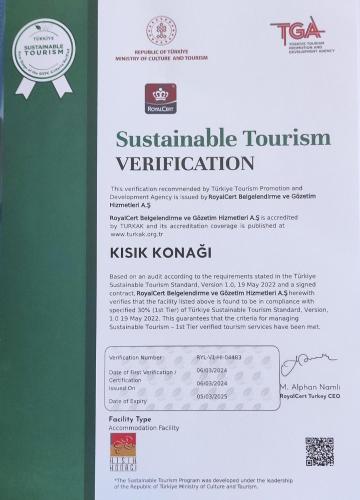 TÜRKİYE
SUSTAINABLE
TOURISM
REPUBLIC OF TÜRKİYE
MINISTRY OF CULTURE AND TOURISM
TGA
TÜRKİYE TOURISM
PROMOTION AND
DEVELOPMENT AGENCY
ROYALCERT
Sustainable Tourism
VERIFICATION
This verification recommended by Türkiye Tourism Promotion and
Development Agency is issued by RoyalCert Belgelendirme ve Gözetim
Hizmetleri A.Ş
RoyalCert Belgelendirme ve Gözetim Hizmetleri A.Ş is accredited
by TURKAK and its accreditation coverage is published at
www.turkak.org.tr
KISIK KONAĞI
Based on an audit according to the requirements stated in the Türkiye
Sustainable Tourism Standard, Version 1.0, 19 May 2022 and a signed
contract, RoyalCert Belgelendirme ve Gözetim Hizmetleri A.Ş herewith
verifies that the facility listed above is found to be in compliance with
specified 30% (1st Tier) of Türkiye Sustainable Tourism Standard, Version,
1.0 19 May 2022. This guarantees that the criteria for managing
Sustainable Tourism – 1st Tier verified tourism services have been met.
Verification Number: RYL-V1-HI-04463
Date of First Verification / 06/03/2024
Certification
Issued On 06/03/2024
Date of Expiry 05/03/2025
M. Alphan Namlı
RoyalCert Turkey CEO
Facility Type
Accommodation Facility
KISIK
KONAĞI
TGA
*The Sustainable Tourism Program was developed under the leadership
of the Republic of Türkiye Ministry of Culture and Tourism.